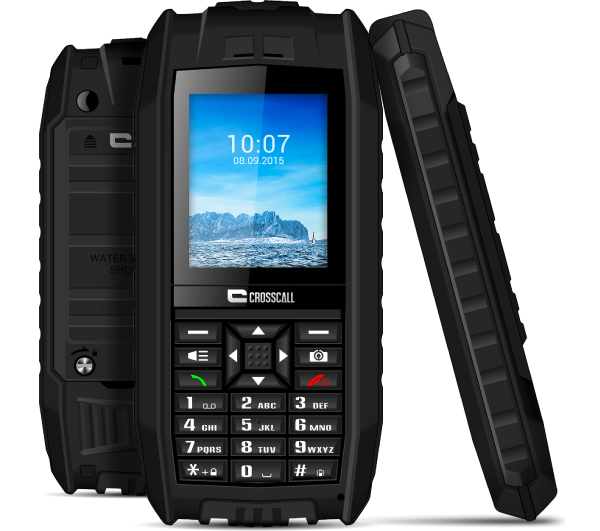 10:07
08.09.2015
CROSSCALL
1
2 ABC
3 DEF
4 GHI
5 JKL
6 MNO
7 PQRS
8 TUV
9 WXYZ
* +
0
#
WATER
SHO